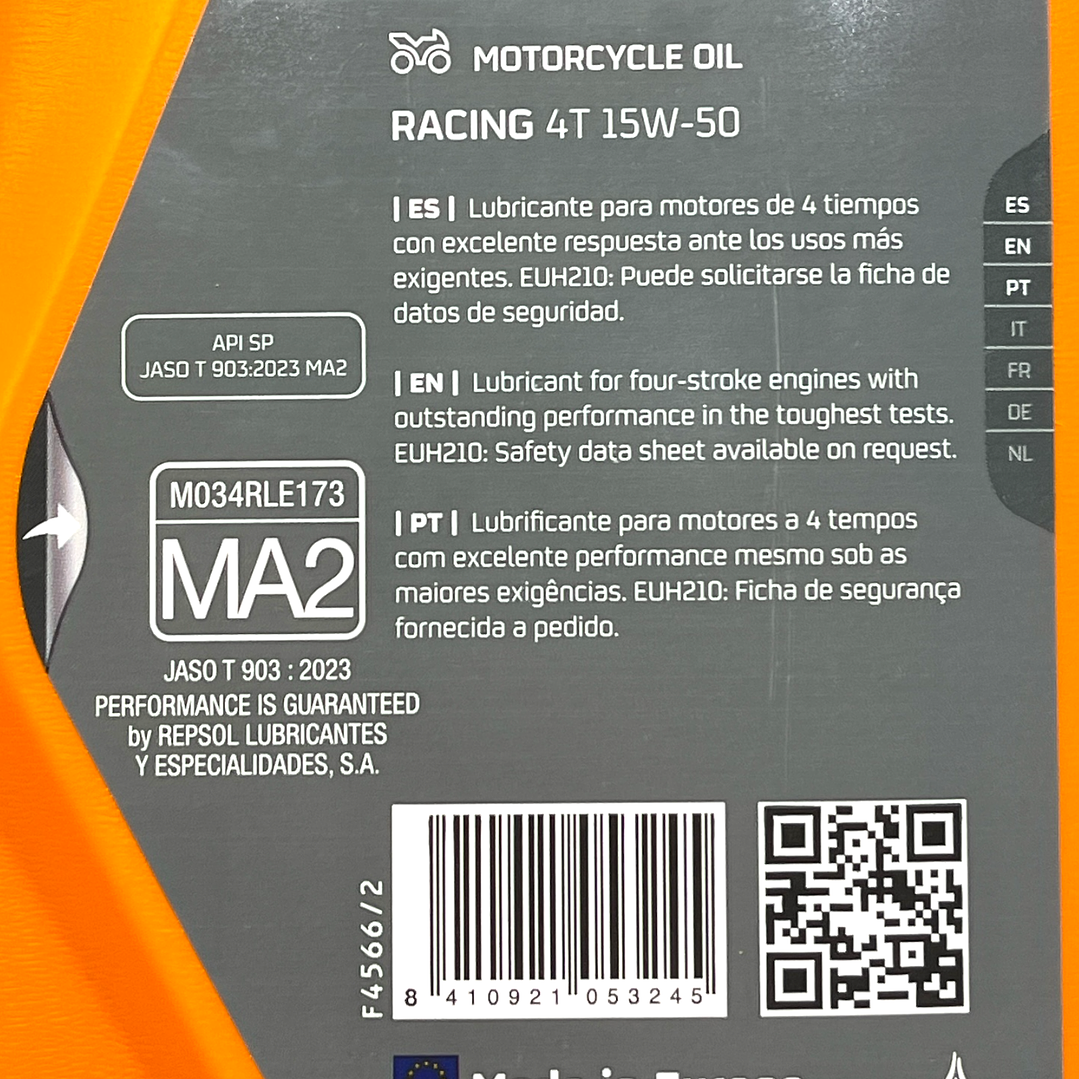 MOTORCYCLE OIL
RACING 4T 15W-50
| ES | Lubricante para motores de 4 tiempos
con excelente respuesta ante los usos más
exigentes. EUH210: Puede solicitarse la ficha de
datos de seguridad.
| EN | Lubricant for four-stroke engines with
outstanding performance in the toughest tests.
EUH210: Safety data sheet available on request.
| PT | Lubrificante para motores a 4 tempos
com excelente performance mesmo sob as
maiores exigências. EUH210: Ficha de segurança
fornecida a pedido.
ES
EN
PT
IT
FR
DE
NL
API SP
JASO T 903:2023 MA2
M034RLE173
MA2
JASO T 903 : 2023
PERFORMANCE IS GUARANTEED
by REPSOL LUBRICANTES
Y ESPECIALIDADES, S.A.
F4566/2
8 410921 053245
Made in Europe